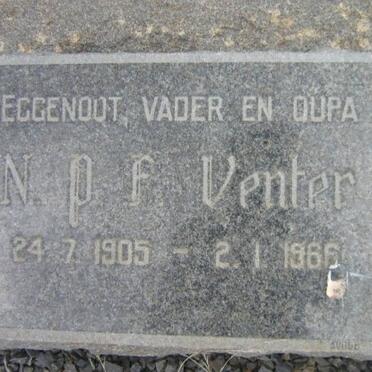 EGGENOOT, VADER EN OUPA
N. P. F. Venter
24.7.1905 - 2.1.1966